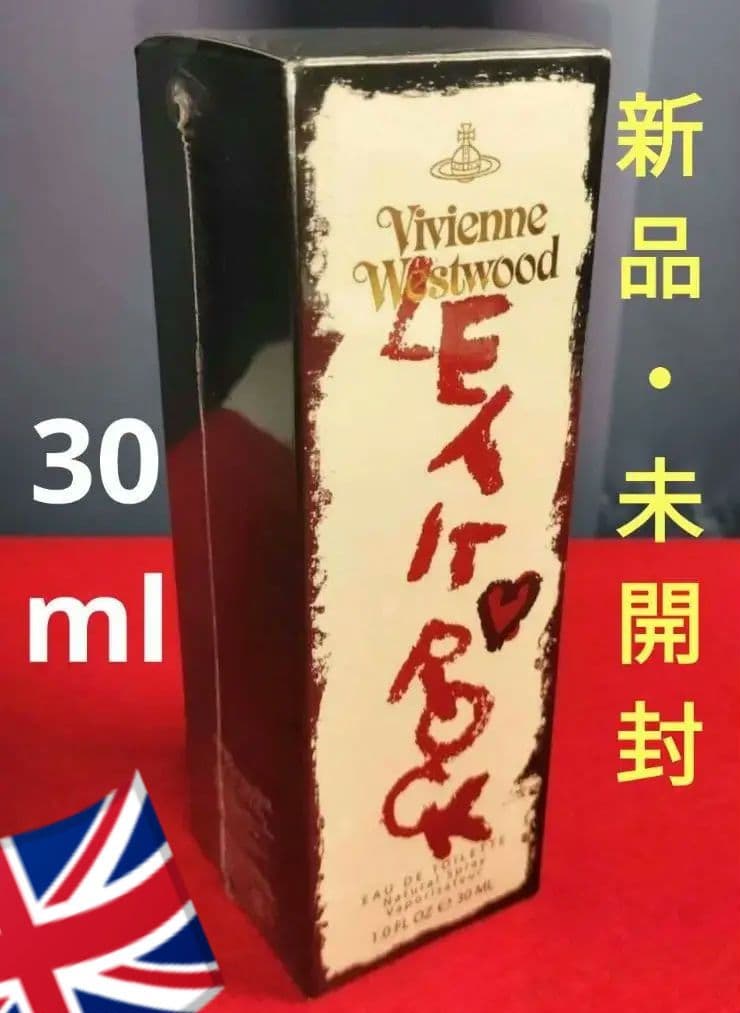 Vivienne
Westwood
LET
IT
ROCK
EAU DE TOILETTE
Natural Spray
Vaporisateur
1.0 FL OZ ℮ 30 ML
30
ml
新品・未開封